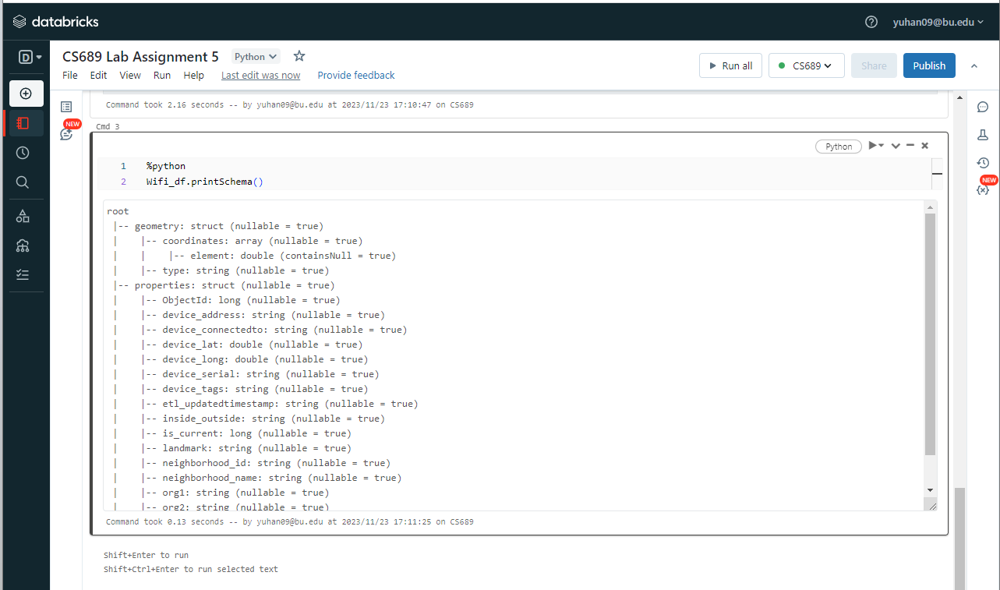 databricks
yuhan09@bu.edu
D
CS689 Lab Assignment 5 Python
File Edit View Run Help Last edit was now Provide feedback
Run all CS689 Share Publish
NEW
NEW
Command took 2.16 seconds -- by yuhan09@bu.edu at 2023/11/23 17:10:47 on CS689
Cmd 3
Python
1 %python
2 Wifi_df.printSchema()
root
 |-- geometry: struct (nullable = true)
 |    |-- coordinates: array (nullable = true)
 |    |    |-- element: double (containsNull = true)
 |    |-- type: string (nullable = true)
 |-- properties: struct (nullable = true)
 |    |-- ObjectId: long (nullable = true)
 |    |-- device_address: string (nullable = true)
 |    |-- device_connectedto: string (nullable = true)
 |    |-- device_lat: double (nullable = true)
 |    |-- device_long: double (nullable = true)
 |    |-- device_serial: string (nullable = true)
 |    |-- device_tags: string (nullable = true)
 |    |-- etl_updatedtimestamp: string (nullable = true)
 |    |-- inside_outside: string (nullable = true)
 |    |-- is_current: long (nullable = true)
 |    |-- landmark: string (nullable = true)
 |    |-- neighborhood_id: string (nullable = true)
 |    |-- neighborhood_name: string (nullable = true)
 |    |-- org1: string (nullable = true)
 |    |-- org2: string (nullable = true)
Command took 0.13 seconds -- by yuhan09@bu.edu at 2023/11/23 17:11:25 on CS689
Shift+Enter to run
Shift+Ctrl+Enter to run selected text